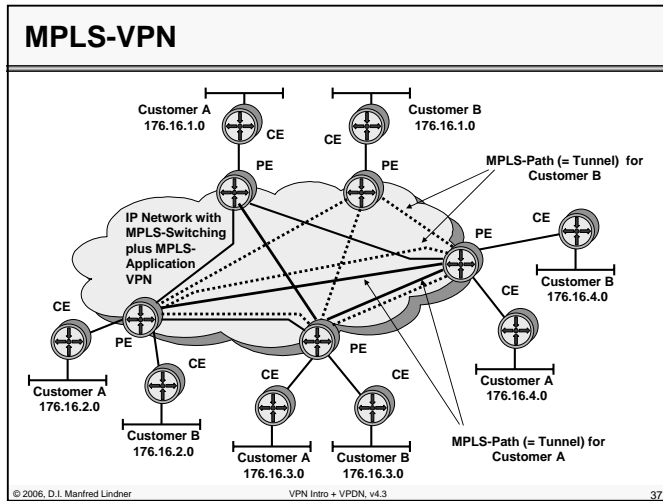 MPLS-VPN
Customer A
176.16.1.0
CE
PE
Customer B
176.16.1.0
CE
PE
MPLS-Path (= Tunnel) for
Customer B
IP Network with
MPLS-Switching
plus MPLS-
Application
VPN
PE
CE
Customer B
176.16.4.0
CE
Customer A
176.16.4.0
CE
PE
Customer A
176.16.2.0
CE
Customer B
176.16.2.0
PE
CE
Customer A
176.16.3.0
CE
Customer B
176.16.3.0
MPLS-Path (= Tunnel) for
Customer A
© 2006, D.I. Manfred Lindner
VPN Intro + VPDN, v4.3
37